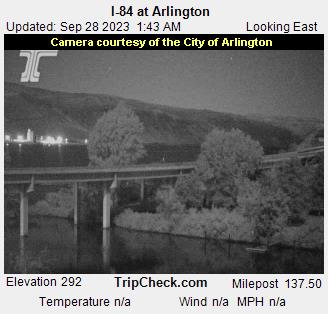 I-84 at Arlington
Updated: Sep 28 2023 1:43 AM Looking East
Camera courtesy of the City of Arlington
Elevation 292 TripCheck.com Milepost 137.50
Temperature n/a Wind n/a MPH n/a